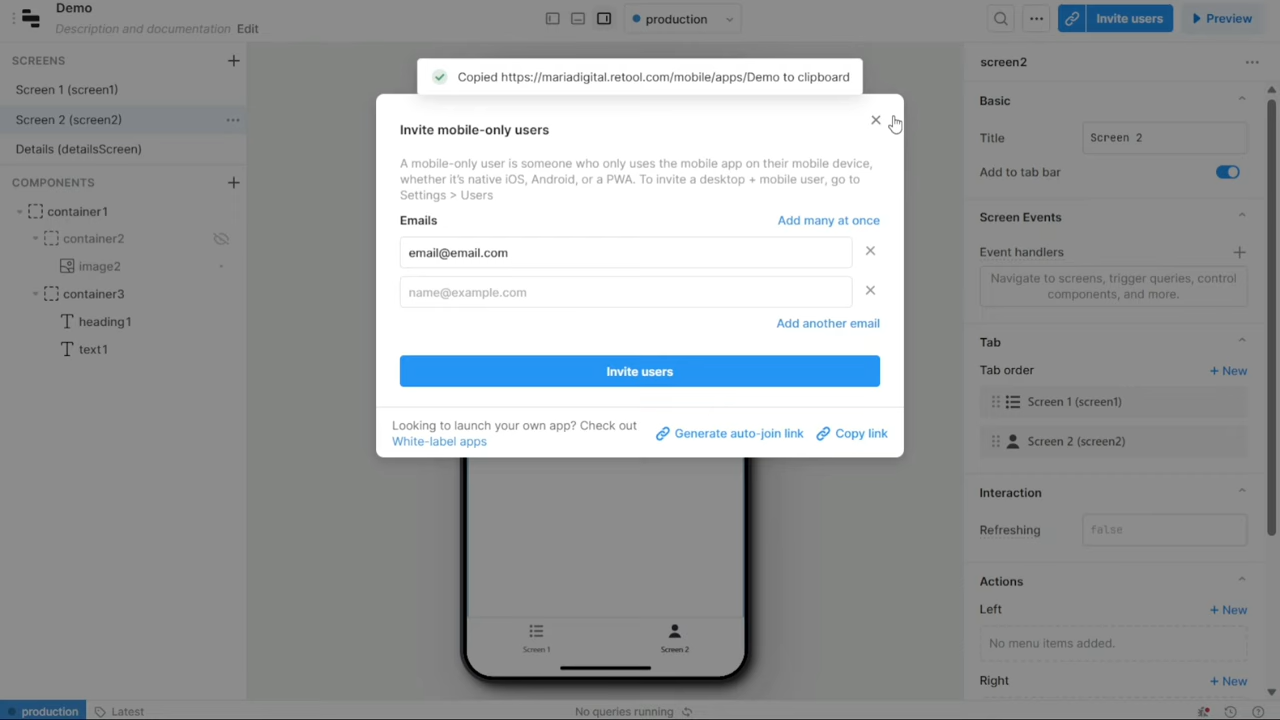 Demo
Description and documentation Edit
production
Invite users
Preview
SCREENS
Screen 1 (screen1)
Screen 2 (screen2)
Details (detailsScreen)
COMPONENTS
container1
container2
image2
container3
heading1
text1
Copied https://mariadigital.retool.com/mobile/apps/Demo to clipboard
Invite mobile-only users
A mobile-only user is someone who only uses the mobile app on their mobile device,
whether it's native iOS, Android, or a PWA. To invite a desktop + mobile user, go to
Settings > Users
Emails
Add many at once
email@email.com
name@example.com
Add another email
Invite users
Looking to launch your own app? Check out
White-label apps
Generate auto-join link
Copy link
Screen 1
Screen 2
screen2
Basic
Title
Screen 2
Add to tab bar
Screen Events
Event handlers
Navigate to screens, trigger queries, control
components, and more.
Tab
Tab order
+ New
Screen 1 (screen1)
Screen 2 (screen2)
Interaction
Refreshing
false
Actions
Left
+ New
No menu items added.
Right
+ New
production
Latest
No queries running